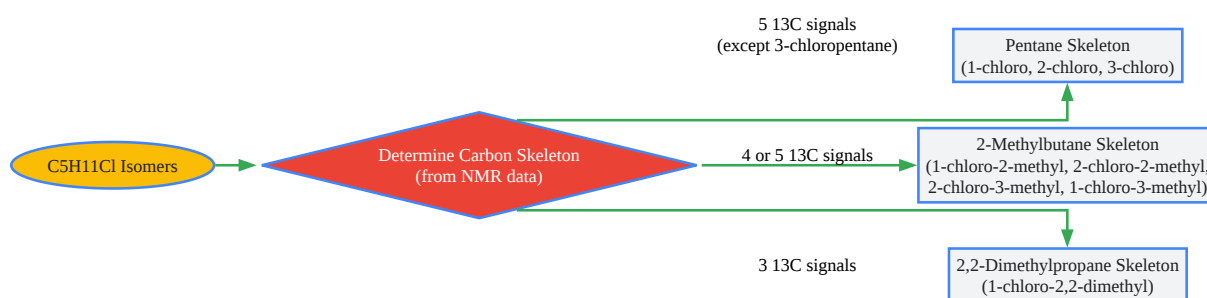 5 13C signals
(except 3-chloropentane)
Pentane Skeleton
(1-chloro, 2-chloro, 3-chloro)
C5H11Cl Isomers
Determine Carbon Skeleton
(from NMR data)
4 or 5 13C signals
2-Methylbutane Skeleton
(1-chloro-2-methyl, 2-chloro-2-methyl,
2-chloro-3-methyl, 1-chloro-3-methyl)
3 13C signals
2,2-Dimethylpropane Skeleton
(1-chloro-2,2-dimethyl)